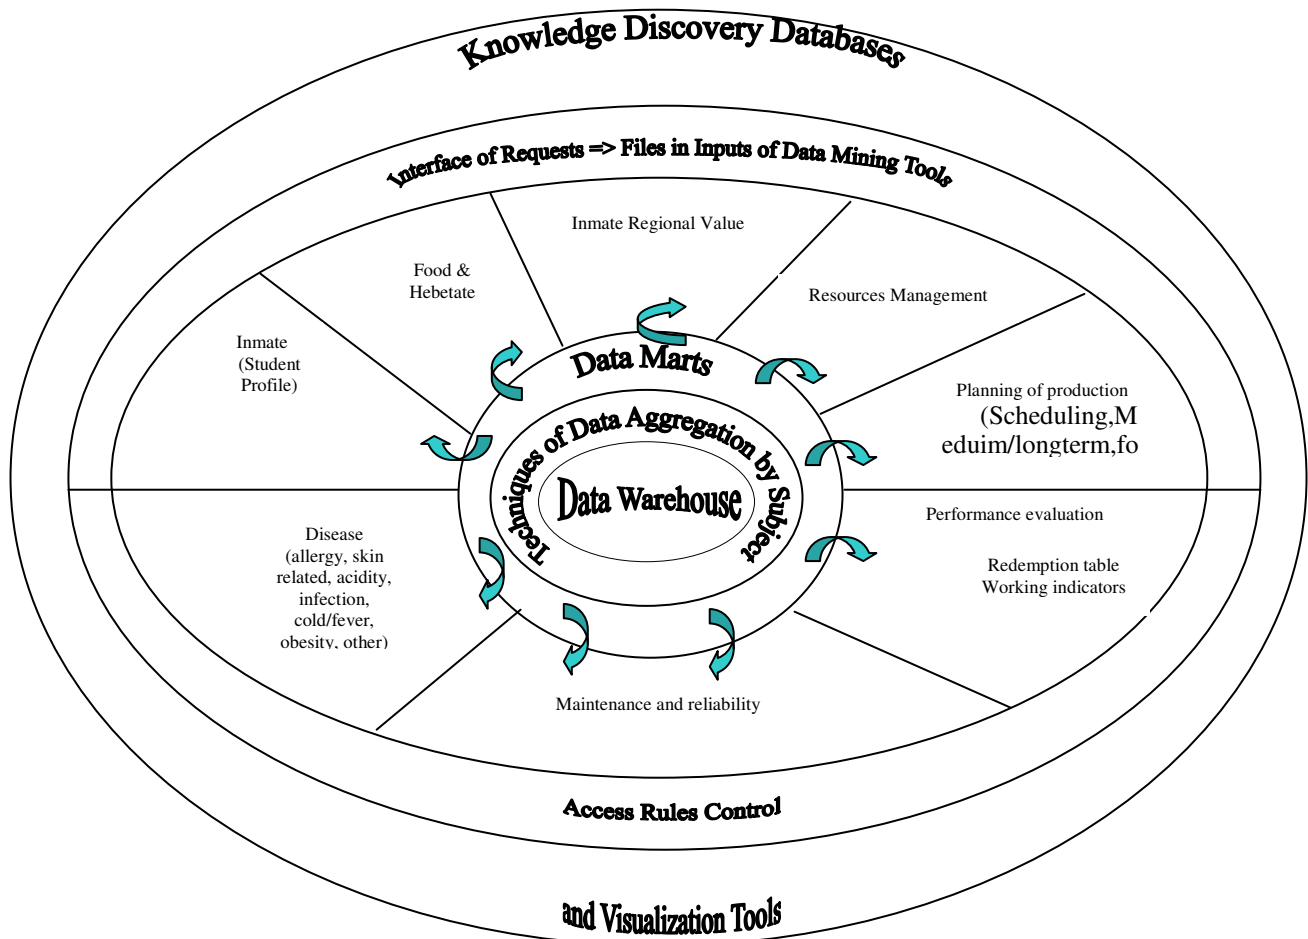 Knowledge Discovery Databases
Interface of Requests => Files in Inputs of Data Mining Tools
Inmate Regional Value
Food &
Hebetate
Resources Management
Inmate
(Student
Profile)
Data Marts
Planning of production
(Scheduling,M
eduim/longterm,fo
Techniques of Data Aggregation by Subject
Data Warehouse
Performance evaluation
Redemption table
Working indicators
Disease
(allergy, skin
related, acidity,
infection,
cold/fever,
obesity, other)
Maintenance and reliability
Access Rules Control
and Visualization Tools